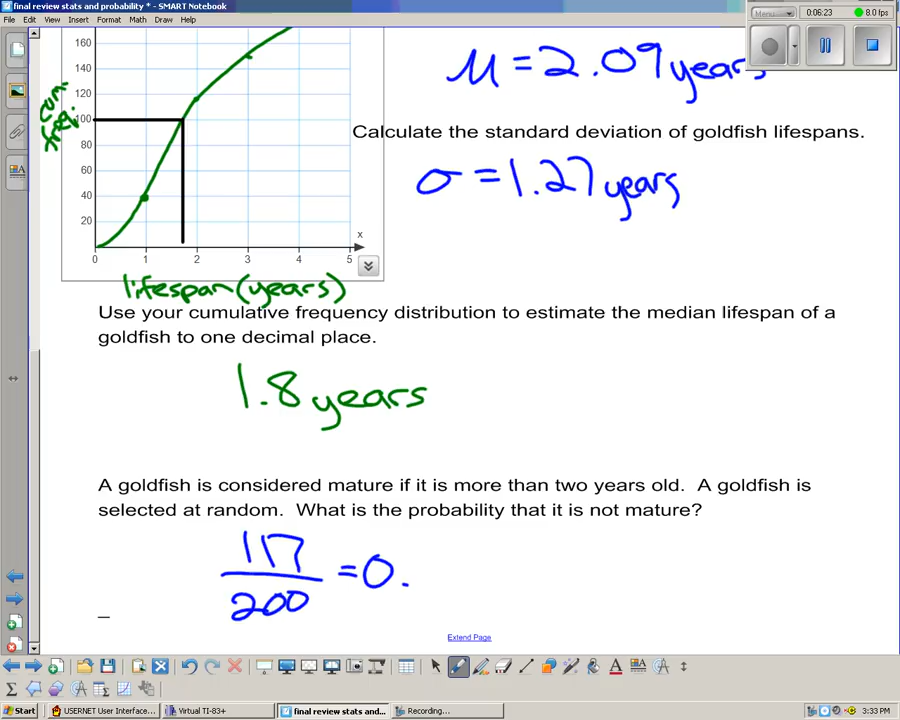 final review stats and probability * - SMART Notebook
File Edit View Insert Format Math Draw Help
Menu
0:06:23
8.0 fps
160
140
120
100
80
60
40
20
0 1 2 3 4 5
x
cum. freq.
lifespan (years)
μ = 2.09 years
Calculate the standard deviation of goldfish lifespans.
σ = 1.27 years
Use your cumulative frequency distribution to estimate the median lifespan of a
goldfish to one decimal place.
1.8 years
A goldfish is considered mature if it is more than two years old. A goldfish is
selected at random. What is the probability that it is not mature?
117
200
= 0.
Extend Page
Start
USERNET User Interface...
Virtual TI-83+
final review stats and...
Recording...
3:33 PM